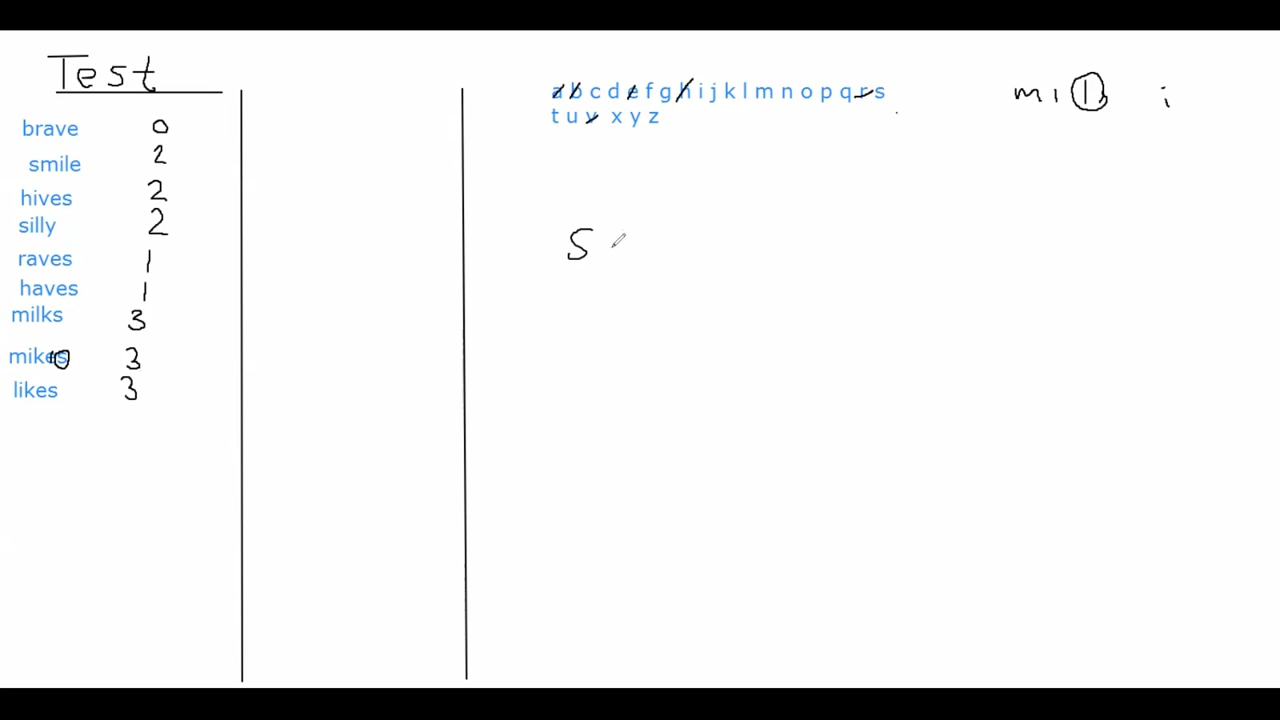 Test
brave 0
smile 2
hives 2
silly 2
raves 1
haves 1
milks 3
mikes 3
likes 3
a b c d e f g h i j k l m n o p q r s
t u v x y z
m i l i
S